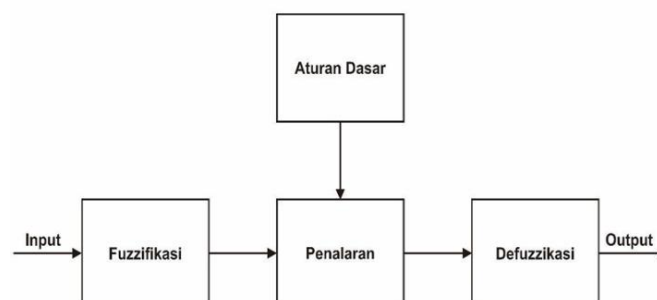 Aturan Dasar
Input
Fuzzifikasi
Penalaran
Defuzzikasi
Output